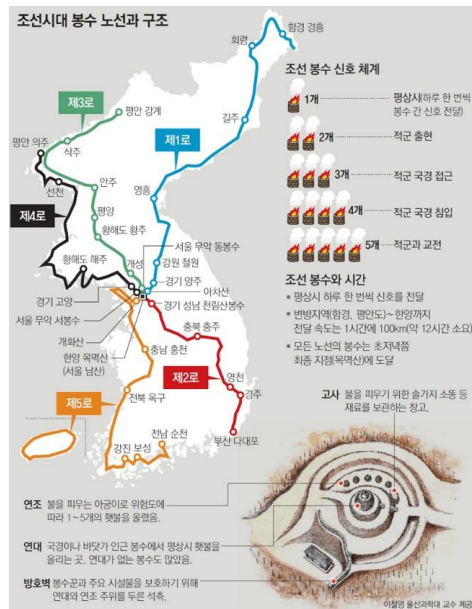 조선시대 봉수 노선과 구조
함경 경흥
회령
제3로
평안 강계
길주
제1로
평안 의주
삭주
안주
선천
평양
영흥
제4로
황해도 황주
황해도 해주
서울 무악 동봉수
개성
강원 철원
경기 양주
아차산
경기 고양
경기 성남 천림산봉수
서울 무악 서봉수
개화산
한양 목멱산
(서울 남산)
충북 충주
충남 홍천
제2로
영천
경주
제5로
전북 옥구
전남 순천
강진 보성
부산 다대포
조선 봉수 신호 체계
1개 평상시(하루 한 번씩
봉수 간 신호 전달)
2개 적군 출현
3개 적군 국경 접근
4개 적군 국경 침입
5개 적군과 교전
조선 봉수와 시간
• 평상시 하루 한 번씩 신호를 전달
• 변방지역(함경, 평안도)~한양까지
전달 속도는 1시간에 100km(약 12시간 소요)
• 모든 노선의 봉수는 초저녁쯤
최종 지점(목멱산)에 도달
고사 불을 피우기 위한 솔가지 소똥 등
재료를 보관하는 창고.
연조 불을 피우는 아궁이로 위험도에
따라 1~5개의 횃불을 올렸음.
연대 국경이나 바닷가 인근 봉수에서 평상시 횃불을
올리는 곳. 연대가 없는 봉수도 많았음.
방호벽 봉수꾼과 주요 시설물을 보호하기 위해
연대와 연조 주위를 두른 석축.
이철영 울산과학대 교수 제공